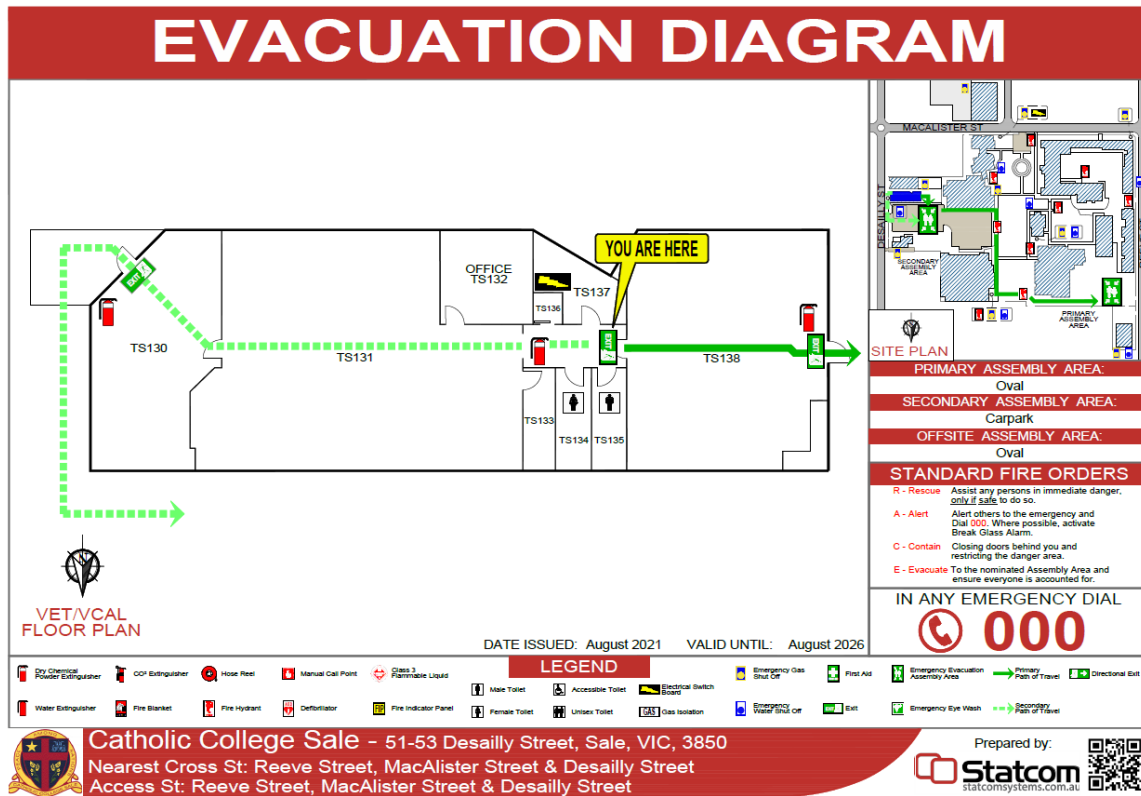 EVACUATION DIAGRAM
MACALISTER ST
DESAILLY ST
SECONDARY
ASSEMBLY
AREA
PRIMARY
ASSEMBLY
AREA
SITE PLAN
YOU ARE HERE
OFFICE
TS132
TS137
TS136
EXIT
EXIT
EXIT
TS130
TS131
TS138
TS133
TS134
TS135
VET/VCAL
FLOOR PLAN
DATE ISSUED: August 2021 VALID UNTIL: August 2026
PRIMARY ASSEMBLY AREA:
Oval
SECONDARY ASSEMBLY AREA:
Carpark
OFFSITE ASSEMBLY AREA:
Oval
STANDARD FIRE ORDERS
R - Rescue Assist any persons in immediate danger,
only if safe to do so.
A - Alert Alert others to the emergency and
Dial 000. Where possible, activate
Break Glass Alarm.
C - Contain Closing doors behind you and
restricting the danger area.
E - Evacuate To the nominated Assembly Area and
ensure everyone is accounted for.
IN ANY EMERGENCY DIAL
000
LEGEND
Dry Chemical
Powder Extinguisher
CO² Extinguisher
Hose Reel
Manual Call Point
Class 3
Flammable Liquid
Water Extinguisher
Fire Blanket
Fire Hydrant
Defibrillator
Fire Indicator Panel
Male Toilet
Accessible Toilet
Electrical Switch
Board
Female Toilet
Unisex Toilet
GAS Gas Isolation
Emergency Gas
Shut Off
First Aid
Emergency Evacuation
Assembly Area
Primary
Path of Travel
Directional Exit
Emergency
Water Shut Off
Exit
Emergency Eye Wash
Secondary
Path of Travel
Catholic College Sale - 51-53 Desailly Street, Sale, VIC, 3850
Nearest Cross St: Reeve Street, MacAlister Street & Desailly Street
Access St: Reeve Street, MacAlister Street & Desailly Street
Prepared by:
Statcom
statcomsystems.com.au